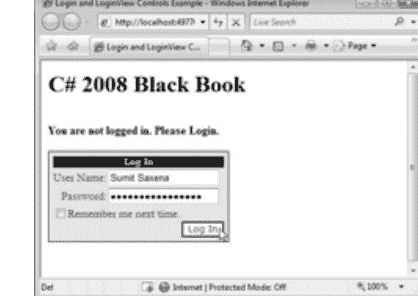 Login and LoginView Controls Example - Windows Internet Explorer
http://localhost:4977
Live Search
Login and LoginView C...
Page
C# 2008 Black Book
You are not logged in. Please Login.
Log In
User Name: Sumit Saxena
Password: ••••••••••••••••
Remember me next time.
Log In
Internet | Protected Mode: Off
100%